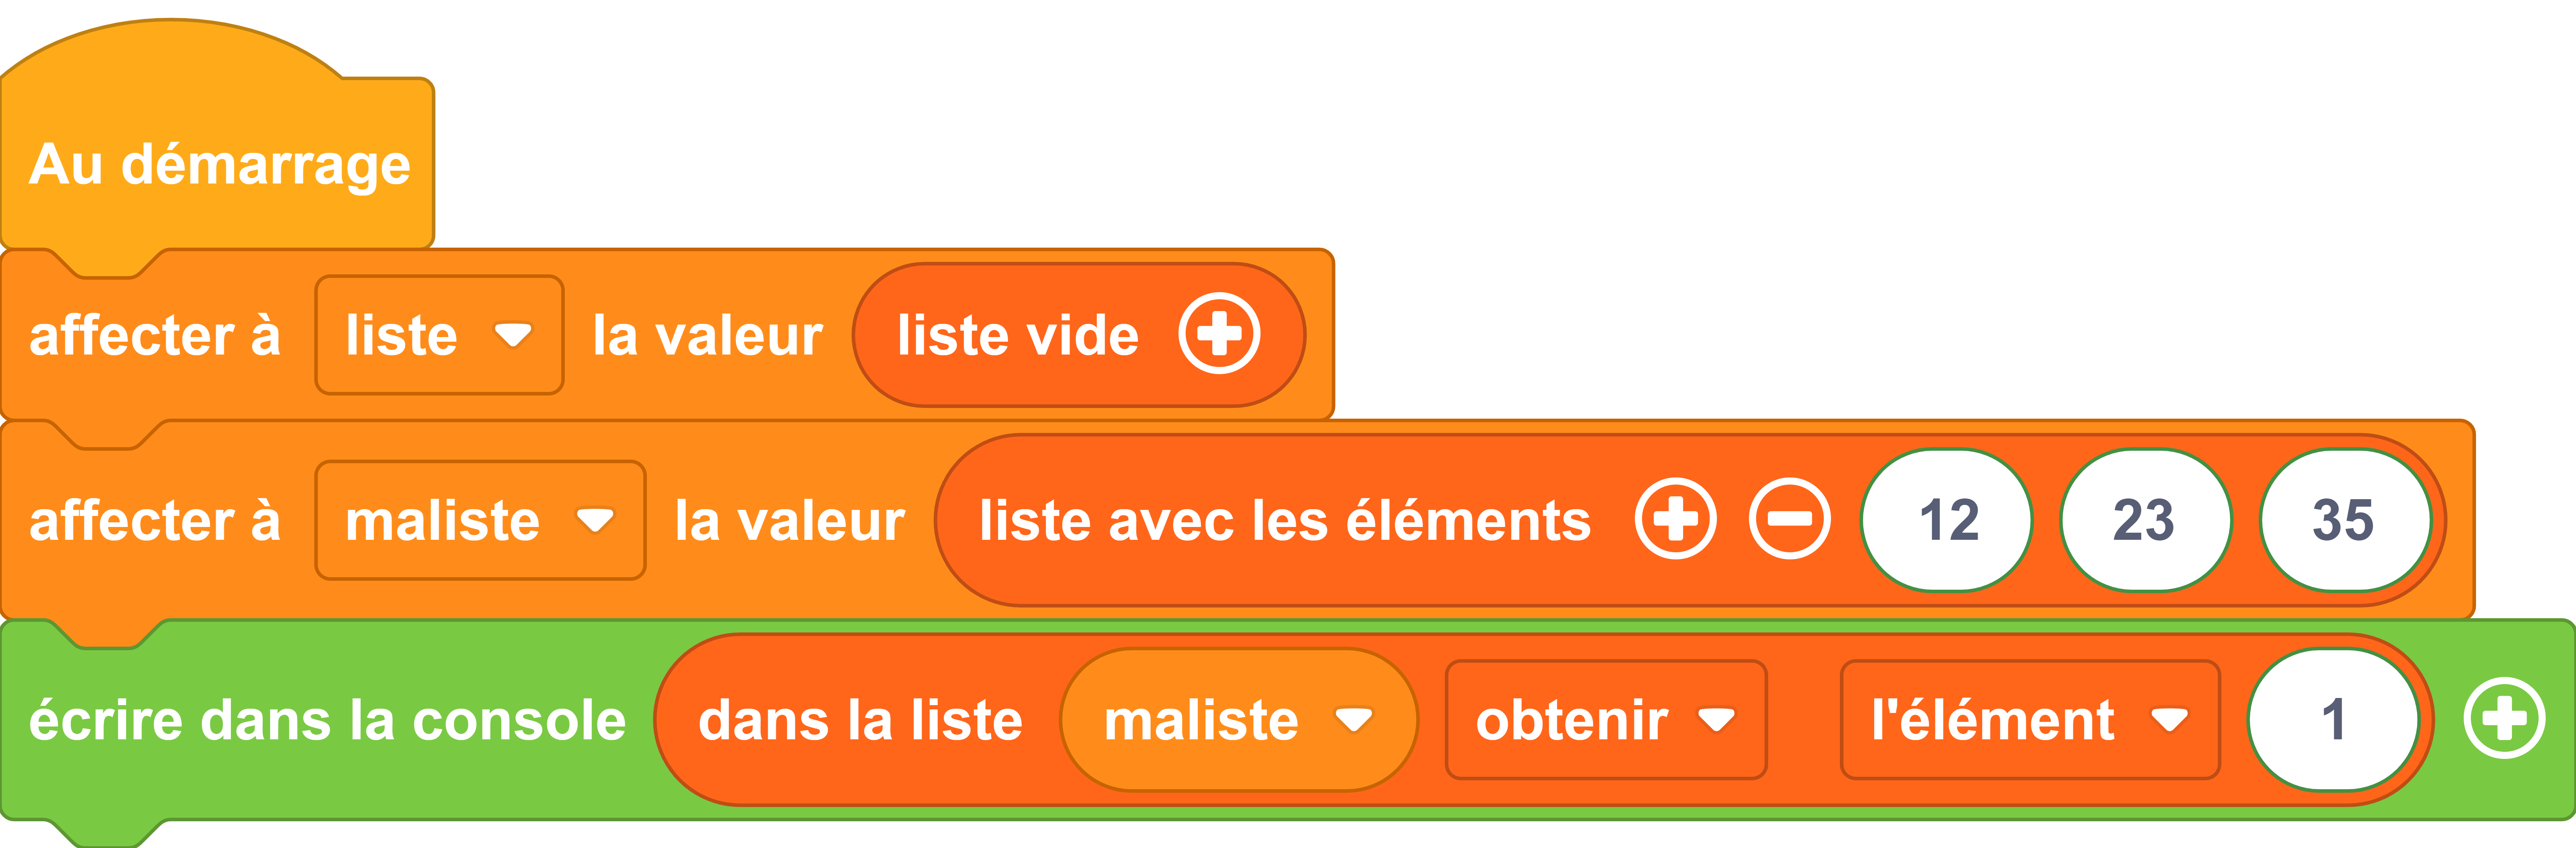 Au démarrage
affecter à liste la valeur liste vide
affecter à maliste la valeur liste avec les éléments 12 23 35
écrire dans la console dans la liste maliste obtenir l'élément 1